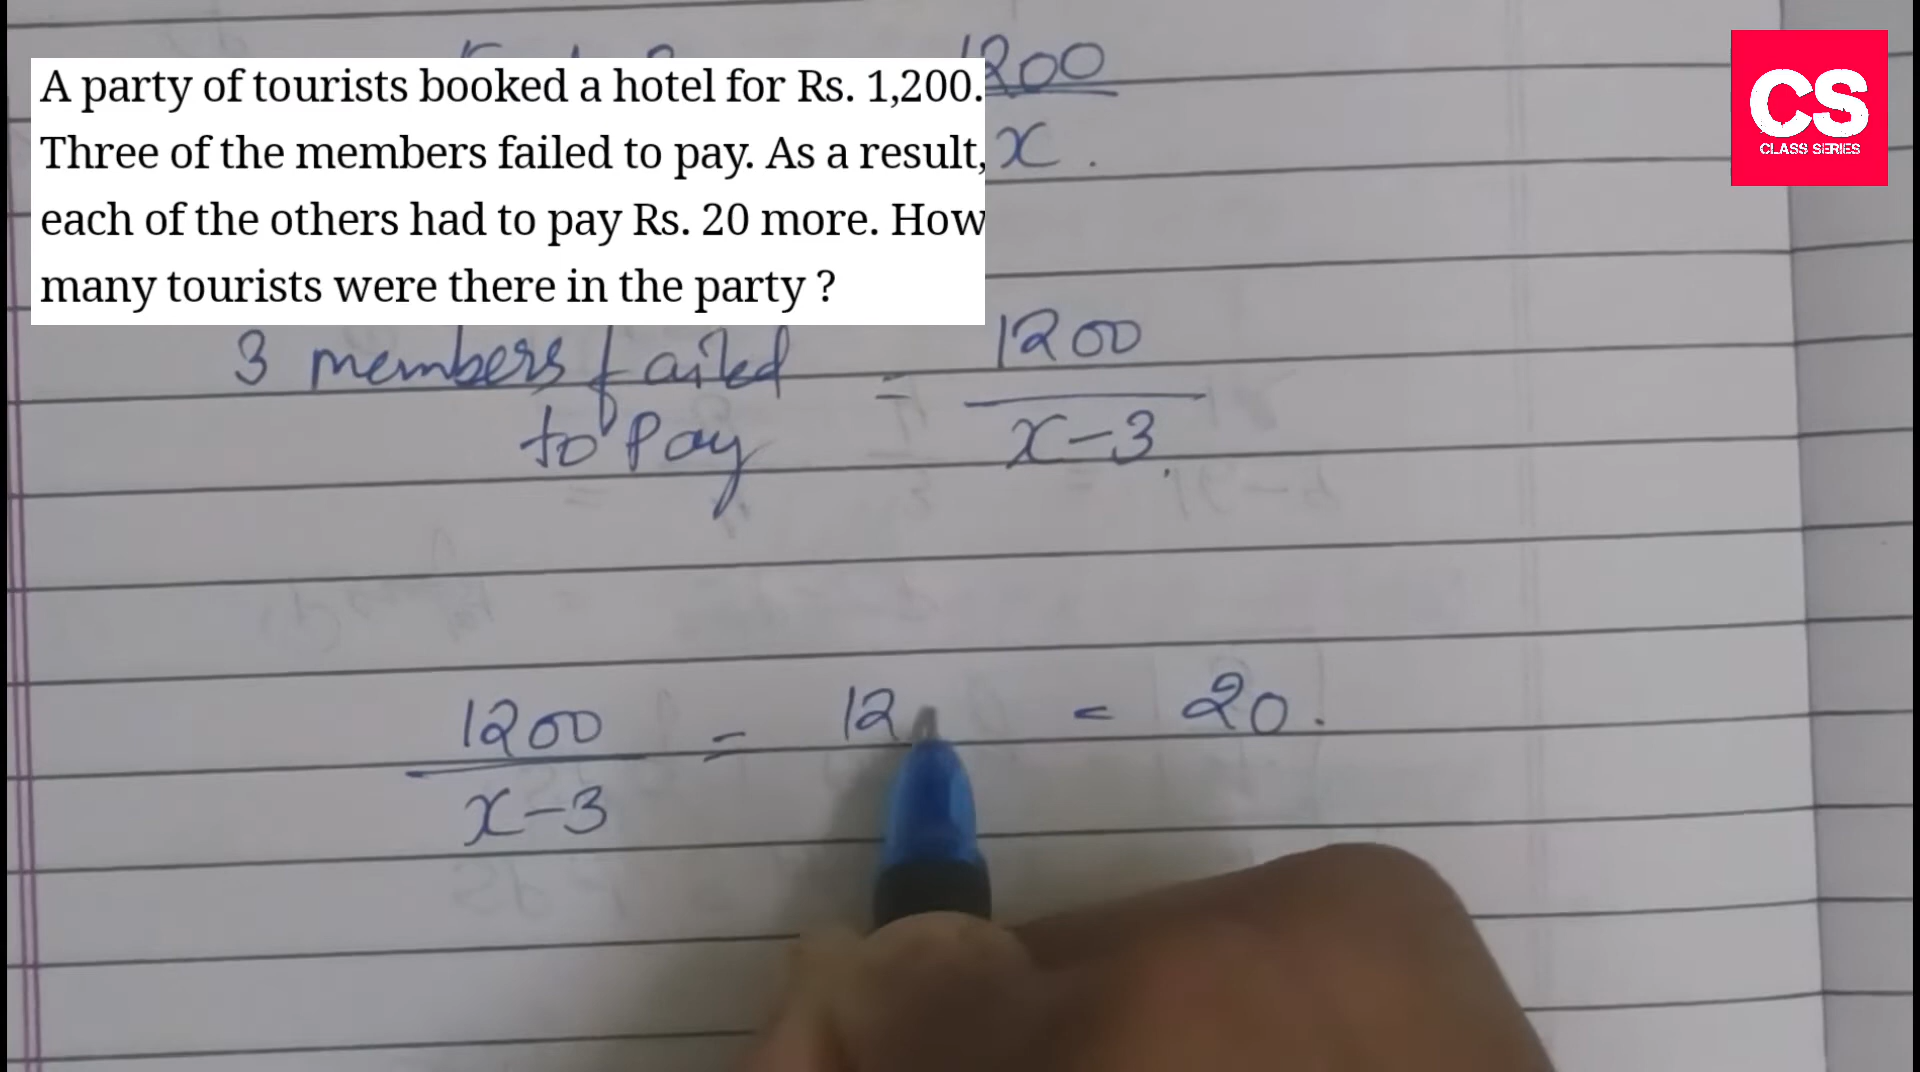 A party of tourists booked a hotel for Rs. 1,200.
Three of the members failed to pay. As a result,
each of the others had to pay Rs. 20 more. How
many tourists were there in the party ?
CS
CLASS SERIES
1200
x .
3 members failed
to pay
= 1200
x-3
1200 = 12 = 20.
x-3